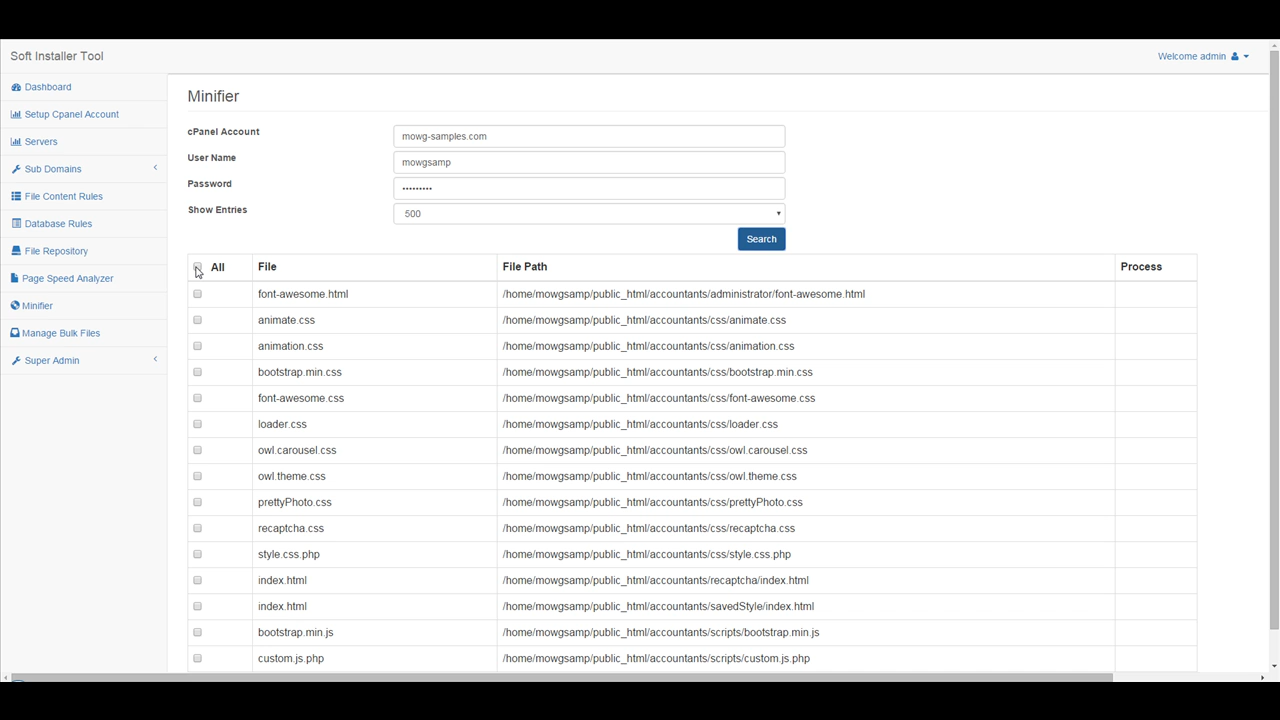 Soft Installer Tool
Welcome admin
Dashboard
Setup Cpanel Account
Servers
Sub Domains
File Content Rules
Database Rules
File Repository
Page Speed Analyzer
Minifier
Manage Bulk Files
Super Admin
Minifier
cPanel Account mowg-samples.com
User Name mowgsamp
Password •••••••••
Show Entries 500
Search
All File File Path Process
font-awesome.html /home/mowgsamp/public_html/accountants/administrator/font-awesome.html
animate.css /home/mowgsamp/public_html/accountants/css/animate.css
animation.css /home/mowgsamp/public_html/accountants/css/animation.css
bootstrap.min.css /home/mowgsamp/public_html/accountants/css/bootstrap.min.css
font-awesome.css /home/mowgsamp/public_html/accountants/css/font-awesome.css
loader.css /home/mowgsamp/public_html/accountants/css/loader.css
owl.carousel.css /home/mowgsamp/public_html/accountants/css/owl.carousel.css
owl.theme.css /home/mowgsamp/public_html/accountants/css/owl.theme.css
prettyPhoto.css /home/mowgsamp/public_html/accountants/css/prettyPhoto.css
recaptcha.css /home/mowgsamp/public_html/accountants/css/recaptcha.css
style.css.php /home/mowgsamp/public_html/accountants/css/style.css.php
index.html /home/mowgsamp/public_html/accountants/recaptcha/index.html
index.html /home/mowgsamp/public_html/accountants/savedStyle/index.html
bootstrap.min.js /home/mowgsamp/public_html/accountants/scripts/bootstrap.min.js
custom.js.php /home/mowgsamp/public_html/accountants/scripts/custom.js.php